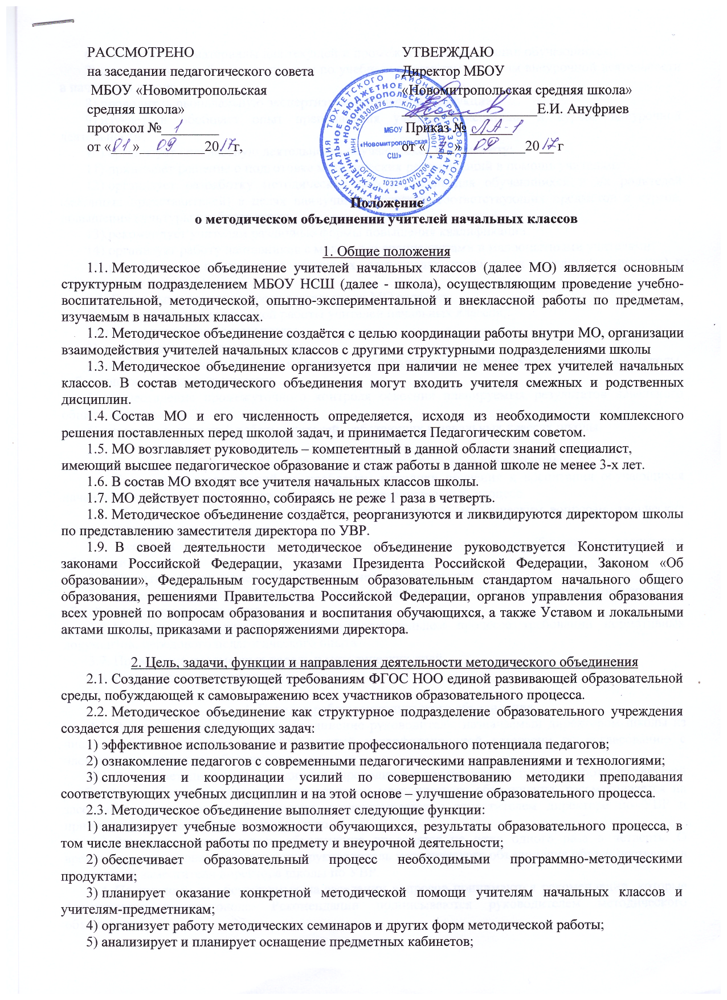 РАССМОТРЕНО
на заседании педагогического совета
МБОУ «Новомитропольская
средняя школа»
протокол № 1
от «01» 09 2017г,
УТВЕРЖДАЮ
Директор МБОУ
«Новомитропольская средняя школа»
Е.И. Ануфриев
Приказ № ЛА-1
от « » 09 2017 г
АДМИНИСТРАЦИЯ ТЮХТЕТСКОГО РАЙОНА КРАСНОЯРСКОГО КРАЯ
МУНИЦИПАЛЬНОЕ БЮДЖЕТНОЕ ОБЩЕОБРАЗОВАТЕЛЬНОЕ УЧРЕЖДЕНИЕ
«НОВОМИТРОПОЛЬСКАЯ СРЕДНЯЯ ШКОЛА»
ИНН 2438300876 * КПП
ОГРН 1032401070206
МБОУ
«Новомитропольская
СШ»
Положение
о методическом объединении учителей начальных классов
1. Общие положения
1.1. Методическое объединение учителей начальных классов (далее МО) является основным
структурным подразделением МБОУ НСШ (далее - школа), осуществляющим проведение учебно-
воспитательной, методической, опытно-экспериментальной и внеклассной работы по предметам,
изучаемым в начальных классах.
1.2. Методическое объединение создаётся с целью координации работы внутри МО, организации
взаимодействия учителей начальных классов с другими структурными подразделениями школы
1.3. Методическое объединение организуется при наличии не менее трех учителей начальных
классов. В состав методического объединения могут входить учителя смежных и родственных
дисциплин.
1.4. Состав МО и его численность определяется, исходя из необходимости комплексного
решения поставленных перед школой задач, и принимается Педагогическим советом.
1.5. МО возглавляет руководитель – компетентный в данной области знаний специалист,
имеющий высшее педагогическое образование и стаж работы в данной школе не менее 3-х лет.
1.6. В состав МО входят все учителя начальных классов школы.
1.7. МО действует постоянно, собираясь не реже 1 раза в четверть.
1.8. Методическое объединение создаётся, реорганизуются и ликвидируются директором школы
по представлению заместителя директора по УВР.
1.9. В своей деятельности методическое объединение руководствуется Конституцией и
законами Российской Федерации, указами Президента Российской Федерации, Законом «Об
образовании», Федеральным государственным образовательным стандартом начального общего
образования, решениями Правительства Российской Федерации, органов управления образования
всех уровней по вопросам образования и воспитания обучающихся, а также Уставом и локальными
актами школы, приказами и распоряжениями директора.
2. Цель, задачи, функции и направления деятельности методического объединения
2.1. Создание соответствующей требованиям ФГОС НОО единой развивающей образовательной
среды, побуждающей к самовыражению всех участников образовательного процесса.
2.2. Методическое объединение как структурное подразделение образовательного учреждения
создается для решения следующих задач:
1) эффективное использование и развитие профессионального потенциала педагогов;
2) ознакомление педагогов с современными педагогическими направлениями и технологиями;
3) сплочения и координации усилий по совершенствованию методики преподавания
соответствующих учебных дисциплин и на этой основе – улучшение образовательного процесса.
2.3. Методическое объединение выполняет следующие функции:
1) анализирует учебные возможности обучающихся, результаты образовательного процесса, в
том числе внеклассной работы по предмету и внеурочной деятельности;
2) обеспечивает образовательный процесс необходимыми программно-методическими
продуктами;
3) планирует оказание конкретной методической помощи учителям начальных классов и
учителям-предметникам;
4) организует работу методических семинаров и других форм методической работы;
5) анализирует и планирует оснащение предметных кабинетов;